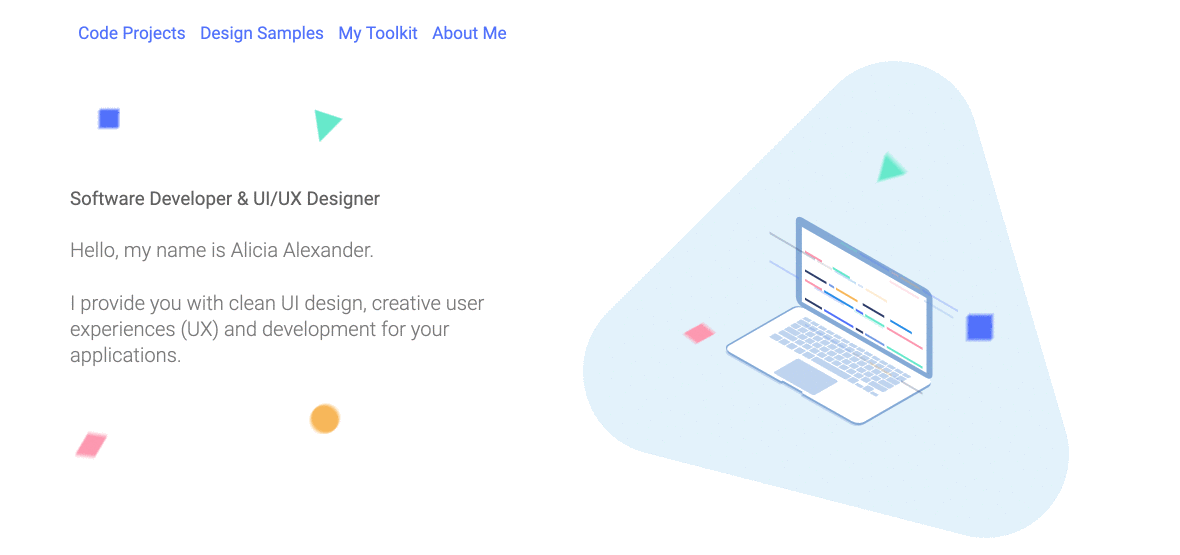 Code Projects Design Samples My Toolkit About Me
Software Developer & UI/UX Designer
Hello, my name is Alicia Alexander.
I provide you with clean UI design, creative user
experiences (UX) and development for your
applications.